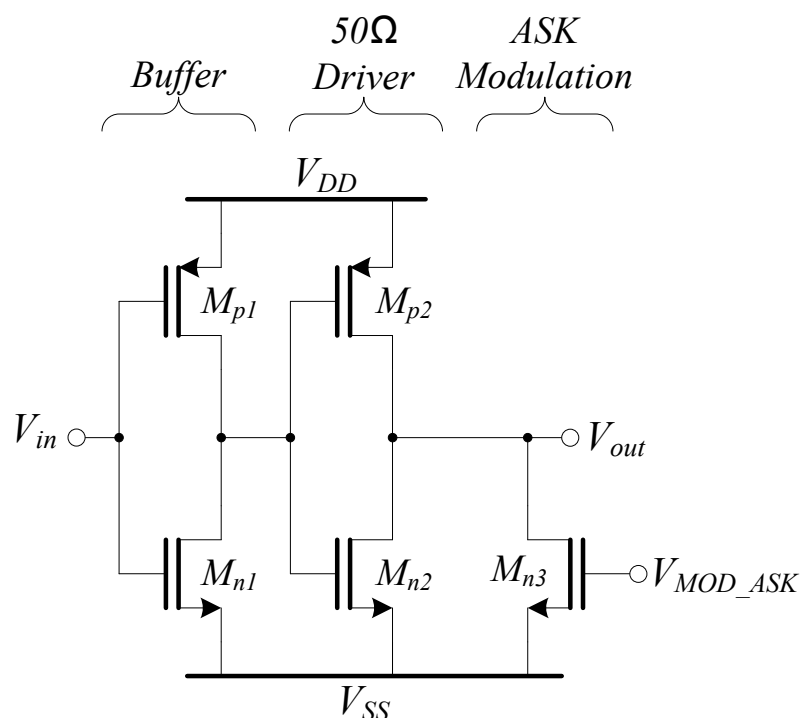 Buffer
50Ω
Driver
ASK
Modulation
V_DD
M_p1
M_p2
V_in
V_out
M_n1
M_n2
M_n3
V_MOD_ASK
V_SS